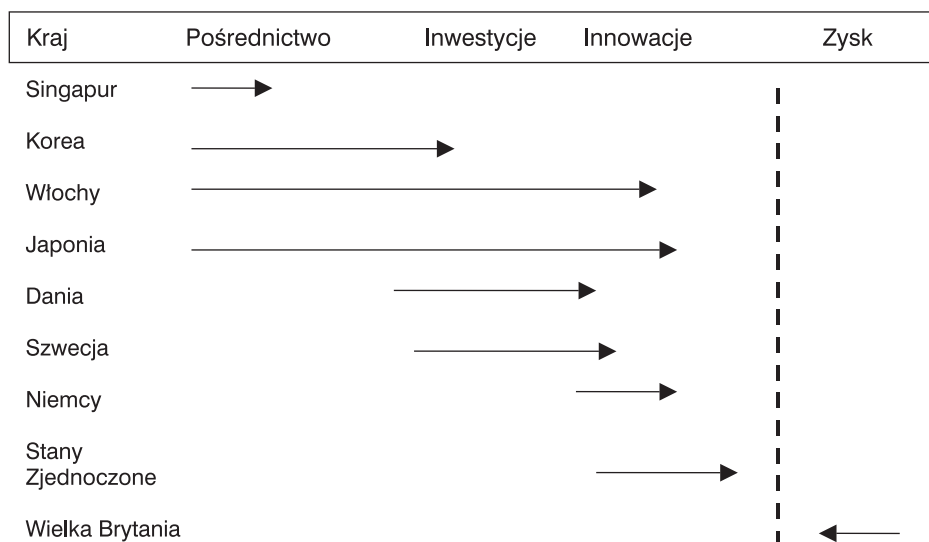 Kraj Pośrednictwo Inwestycje Innowacje Zysk
Singapur
Korea
Włochy
Japonia
Dania
Szwecja
Niemcy
Stany
Zjednoczone
Wielka Brytania